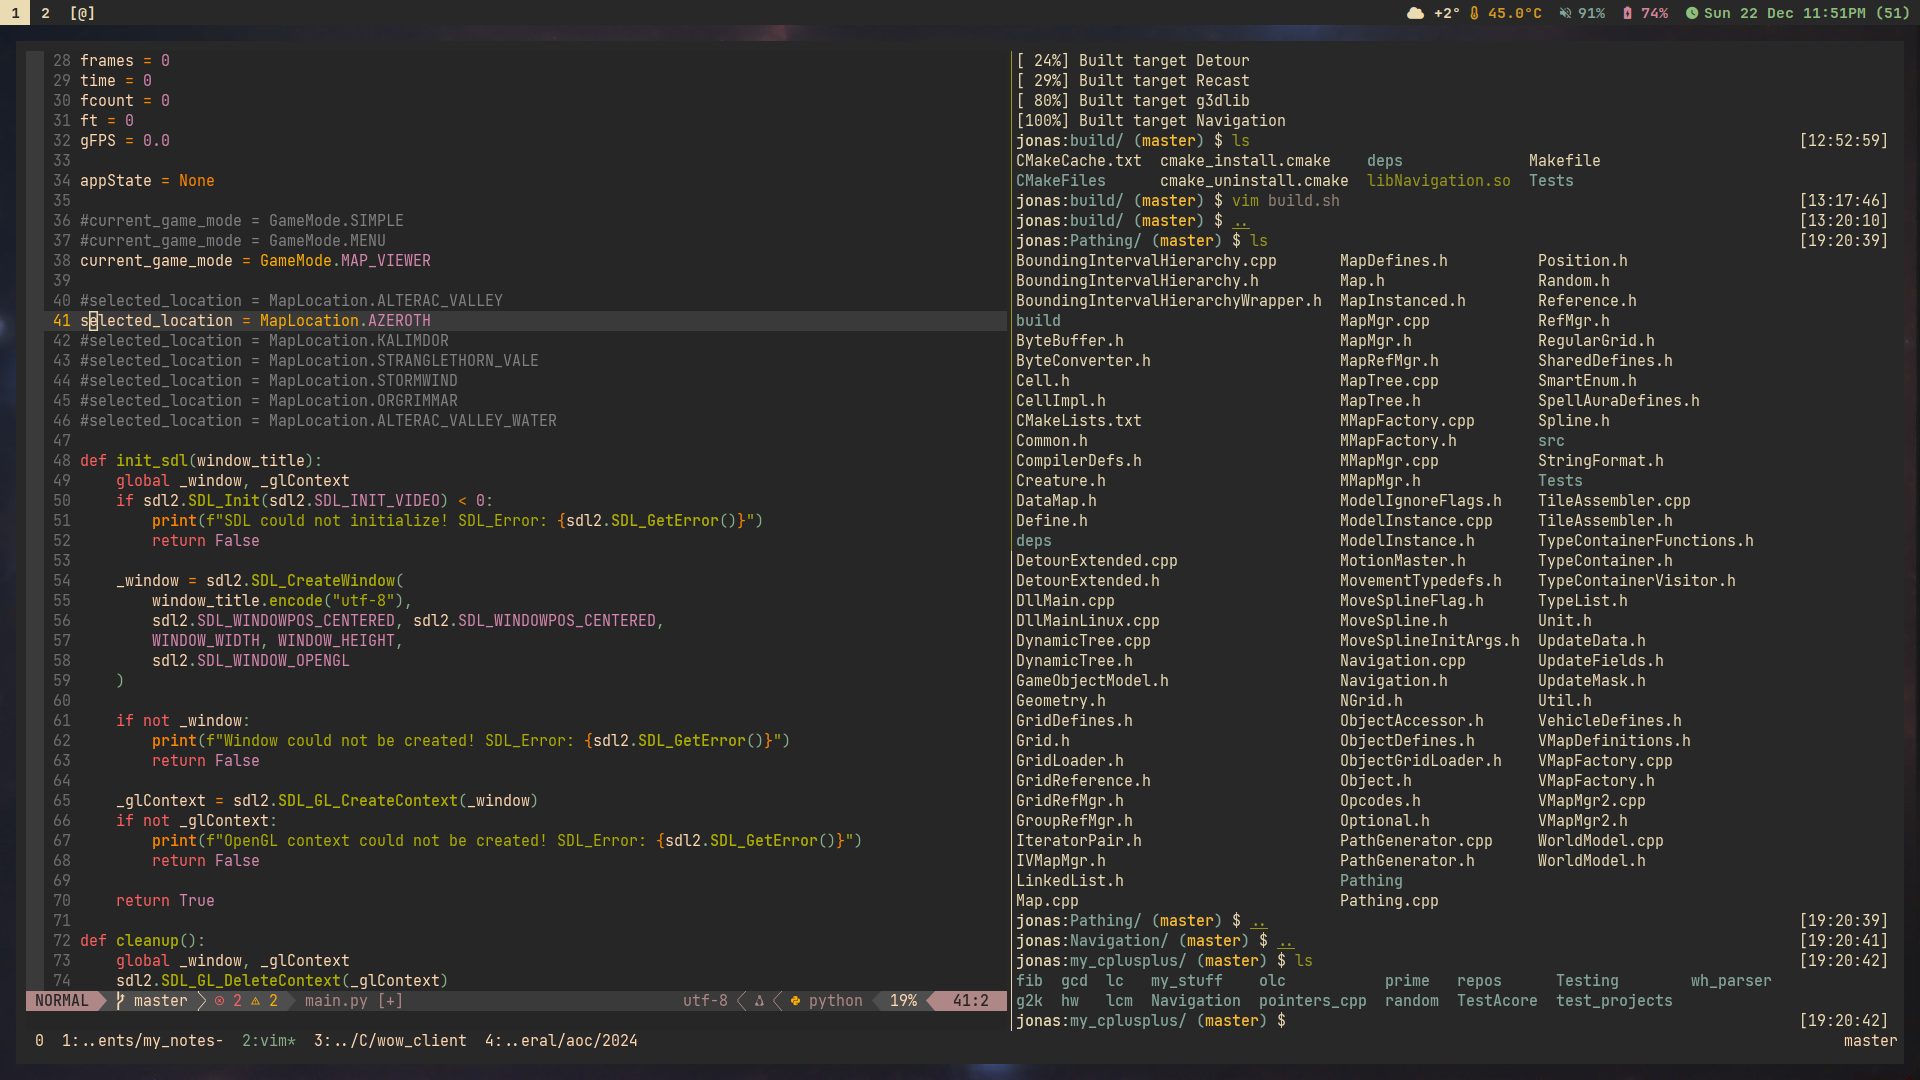 1 2 [@] +2° 45.0°C 91% 74% Sun 22 Dec 11:51PM (51)
28 frames = 0
29 time = 0
30 fcount = 0
31 ft = 0
32 gFPS = 0.0
33
34 appState = None
35
36 #current_game_mode = GameMode.SIMPLE
37 #current_game_mode = GameMode.MENU
38 current_game_mode = GameMode.MAP_VIEWER
39
40 #selected_location = MapLocation.ALTERAC_VALLEY
41 selected_location = MapLocation.AZEROTH
42 #selected_location = MapLocation.KALIMDOR
43 #selected_location = MapLocation.STRANGLETHORN_VALE
44 #selected_location = MapLocation.STORMWIND
45 #selected_location = MapLocation.ORGRIMMAR
46 #selected_location = MapLocation.ALTERAC_VALLEY_WATER
47
48 def init_sdl(window_title):
49     global _window, _glContext
50     if sdl2.SDL_Init(sdl2.SDL_INIT_VIDEO) < 0:
51         print(f"SDL could not initialize! SDL_Error: {sdl2.SDL_GetError()}")
52         return False
53
54     _window = sdl2.SDL_CreateWindow(
55         window_title.encode("utf-8"),
56         sdl2.SDL_WINDOWPOS_CENTERED, sdl2.SDL_WINDOWPOS_CENTERED,
57         WINDOW_WIDTH, WINDOW_HEIGHT,
58         sdl2.SDL_WINDOW_OPENGL
59     )
60
61     if not _window:
62         print(f"Window could not be created! SDL_Error: {sdl2.SDL_GetError()}")
63         return False
64
65     _glContext = sdl2.SDL_GL_CreateContext(_window)
66     if not _glContext:
67         print(f"OpenGL context could not be created! SDL_Error: {sdl2.SDL_GetError()}")
68         return False
69
70     return True
71
72 def cleanup():
73     global _window, _glContext
74     sdl2.SDL_GL_DeleteContext(_glContext)
NORMAL master 2 2 main.py [+] utf-8 python 19% 41:2
[ 24%] Built target Detour
[ 29%] Built target Recast
[ 80%] Built target g3dlib
[100%] Built target Navigation
jonas:build/ (master) $ ls [12:52:59]
CMakeCache.txt cmake_install.cmake deps Makefile
CMakeFiles cmake_uninstall.cmake libNavigation.so Tests
jonas:build/ (master) $ vim build.sh [13:17:46]
jonas:build/ (master) $ .. [13:20:10]
jonas:Pathing/ (master) $ ls [19:20:39]
BoundingIntervalHierarchy.cpp MapDefines.h Position.h
BoundingIntervalHierarchy.h Map.h Random.h
BoundingIntervalHierarchyWrapper.h MapInstanced.h Reference.h
build MapMgr.cpp RefMgr.h
ByteBuffer.h MapMgr.h RegularGrid.h
ByteConverter.h MapRefMgr.h SharedDefines.h
Cell.h MapTree.cpp SmartEnum.h
CellImpl.h MapTree.h SpellAuraDefines.h
CMakeLists.txt MMapFactory.cpp Spline.h
Common.h MMapFactory.h src
CompilerDefs.h MMapMgr.cpp StringFormat.h
Creature.h MMapMgr.h Tests
DataMap.h ModelIgnoreFlags.h TileAssembler.cpp
Define.h ModelInstance.cpp TileAssembler.h
deps ModelInstance.h TypeContainerFunctions.h
DetourExtended.cpp MotionMaster.h TypeContainer.h
DetourExtended.h MovementTypedefs.h TypeContainerVisitor.h
DllMain.cpp MoveSplineFlag.h TypeList.h
DllMainLinux.cpp MoveSpline.h Unit.h
DynamicTree.cpp MoveSplineInitArgs.h UpdateData.h
DynamicTree.h Navigation.cpp UpdateFields.h
GameObjectModel.h Navigation.h UpdateMask.h
Geometry.h NGrid.h Util.h
GridDefines.h ObjectAccessor.h VehicleDefines.h
Grid.h ObjectDefines.h VMapDefinitions.h
GridLoader.h ObjectGridLoader.h VMapFactory.cpp
GridReference.h Object.h VMapFactory.h
GridRefMgr.h Opcodes.h VMapMgr2.cpp
GroupRefMgr.h Optional.h VMapMgr2.h
IteratorPair.h PathGenerator.cpp WorldModel.cpp
IVMapMgr.h PathGenerator.h WorldModel.h
LinkedList.h Pathing
Map.cpp Pathing.cpp
jonas:Pathing/ (master) $ .. [19:20:39]
jonas:Navigation/ (master) $ .. [19:20:41]
jonas:my_cplusplus/ (master) $ ls [19:20:42]
fib gcd lc my_stuff olc prime repos Testing wh_parser
g2k hw lcm Navigation pointers_cpp random TestAcore test_projects
jonas:my_cplusplus/ (master) $ [19:20:42]
0 1:..ents/my_notes- 2:vim* 3:../C/wow_client 4:..eral/aoc/2024 master